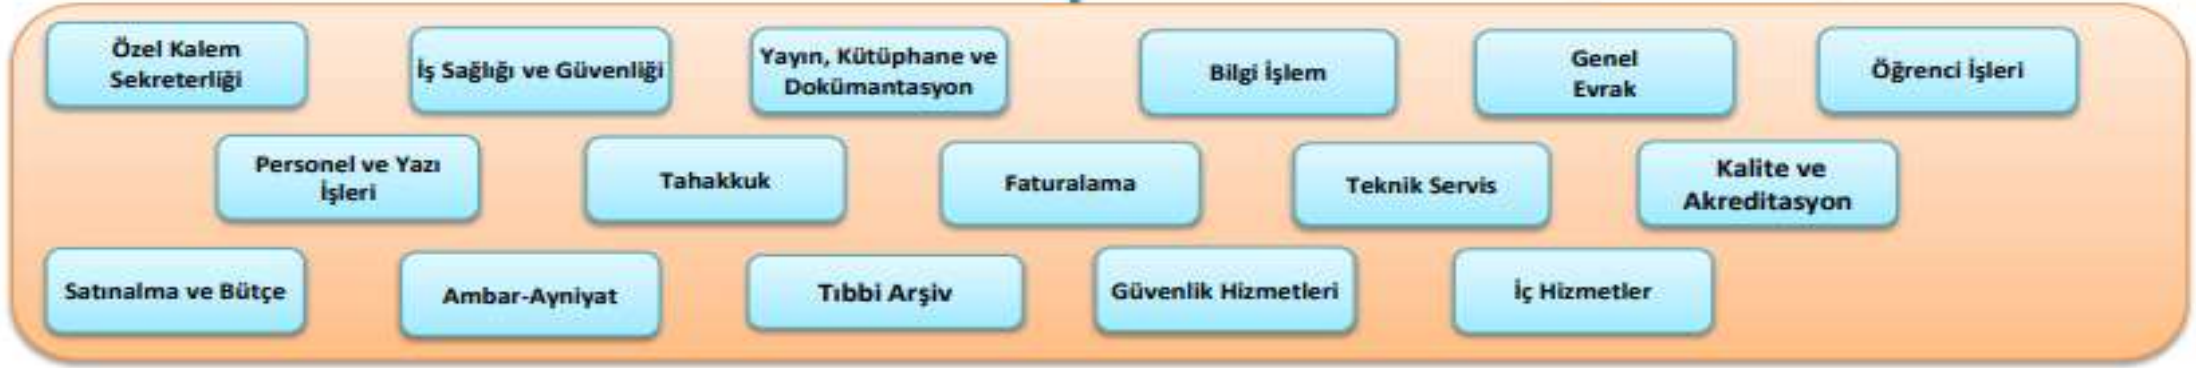 Özel Kalem
Sekreterliği
İş Sağlığı ve Güvenliği
Yayın, Kütüphane ve
Dokümantasyon
Bilgi İşlem
Genel
Evrak
Öğrenci İşleri
Personel ve Yazı
İşleri
Tahakkuk
Faturalama
Teknik Servis
Kalite ve
Akreditasyon
Satınalma ve Bütçe
Ambar-Ayniyat
Tıbbi Arşiv
Güvenlik Hizmetleri
İç Hizmetler